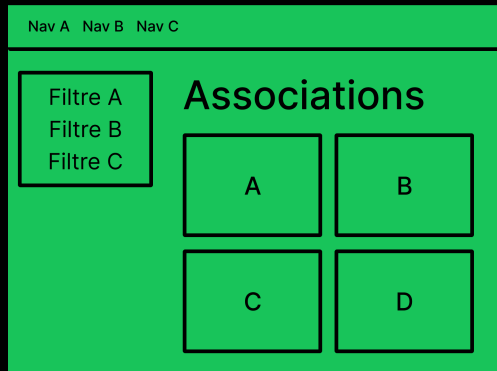 Nav A Nav B Nav C
Filtre A
Filtre B
Filtre C
Associations
A B
C D